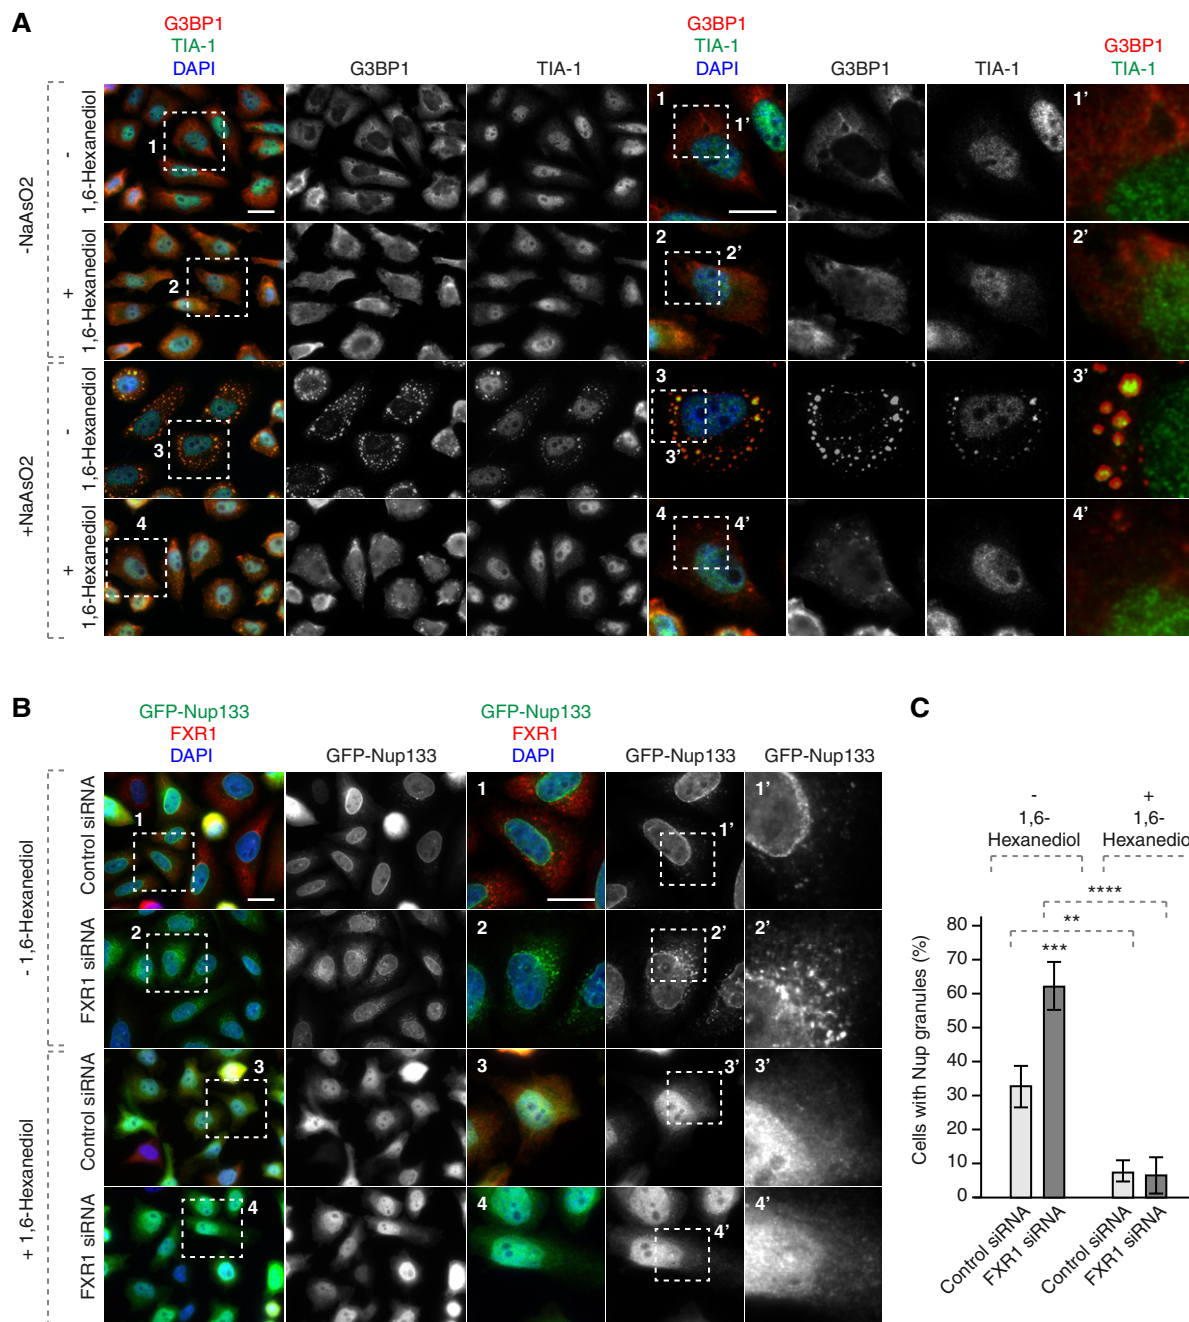 A
G3BP1
TIA-1
DAPI
G3BP1
TIA-1
G3BP1
TIA-1
DAPI
G3BP1
TIA-1
G3BP1
TIA-1
-NaAsO2
-
1,6-Hexanediol
1
1
1’
1’
+
1,6-Hexanediol
2
2
2’
2’
+NaAsO2
-
1,6-Hexanediol
3
3
3’
3’
+
1,6-Hexanediol
4
4
4’
4’
B
GFP-Nup133
FXR1
DAPI
GFP-Nup133
GFP-Nup133
FXR1
DAPI
GFP-Nup133
GFP-Nup133
- 1,6-Hexanediol
Control siRNA
1
1
1’
1’
FXR1 siRNA
2
2
2’
2’
+ 1,6-Hexanediol
Control siRNA
3
3
3’
3’
FXR1 siRNA
4
4
4’
4’
C
-
1,6-
Hexanediol
+
1,6-
Hexanedio
****
**
***
Cells with Nup granules (%)
80
70
60
50
40
30
20
10
0
Control siRNA
FXR1 siRNA
Control siRNA
FXR1 siRNA